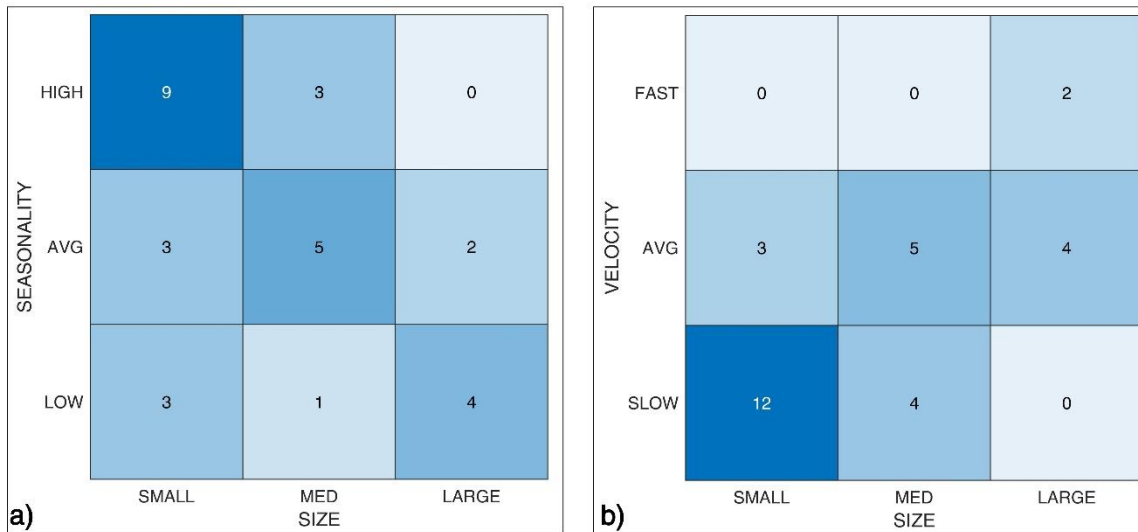 HIGH 9 3 0
SEASONALITY
AVG 3 5 2
LOW 3 1 4
SMALL MED LARGE
SIZE
a)
FAST 0 0 2
VELOCITY
AVG 3 5 4
SLOW 12 4 0
SMALL MED LARGE
SIZE
b)